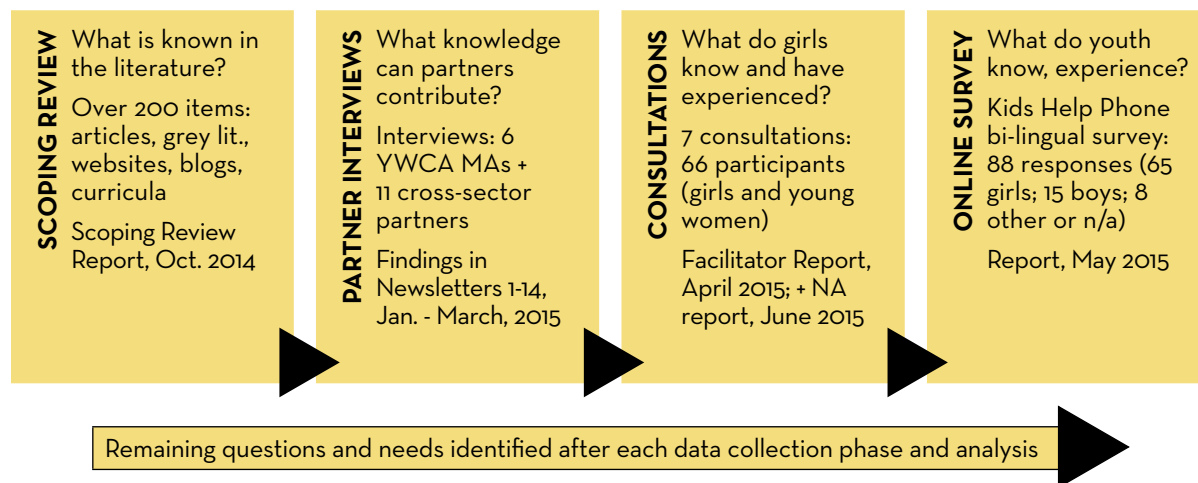 SCOPING REVIEW
What is known in
the literature?
Over 200 items:
articles, grey lit.,
websites, blogs,
curricula
Scoping Review
Report, Oct. 2014
PARTNER INTERVIEWS
What knowledge
can partners
contribute?
Interviews: 6
YWCA MAs +
11 cross-sector
partners
Findings in
Newsletters 1-14,
Jan. - March, 2015
CONSULTATIONS
What do girls
know and have
experienced?
7 consultations:
66 participants
(girls and young
women)
Facilitator Report,
April 2015; + NA
report, June 2015
ONLINE SURVEY
What do youth
know, experience?
Kids Help Phone
bi-lingual survey:
88 responses (65
girls; 15 boys; 8
other or n/a)
Report, May 2015
Remaining questions and needs identified after each data collection phase and analysis